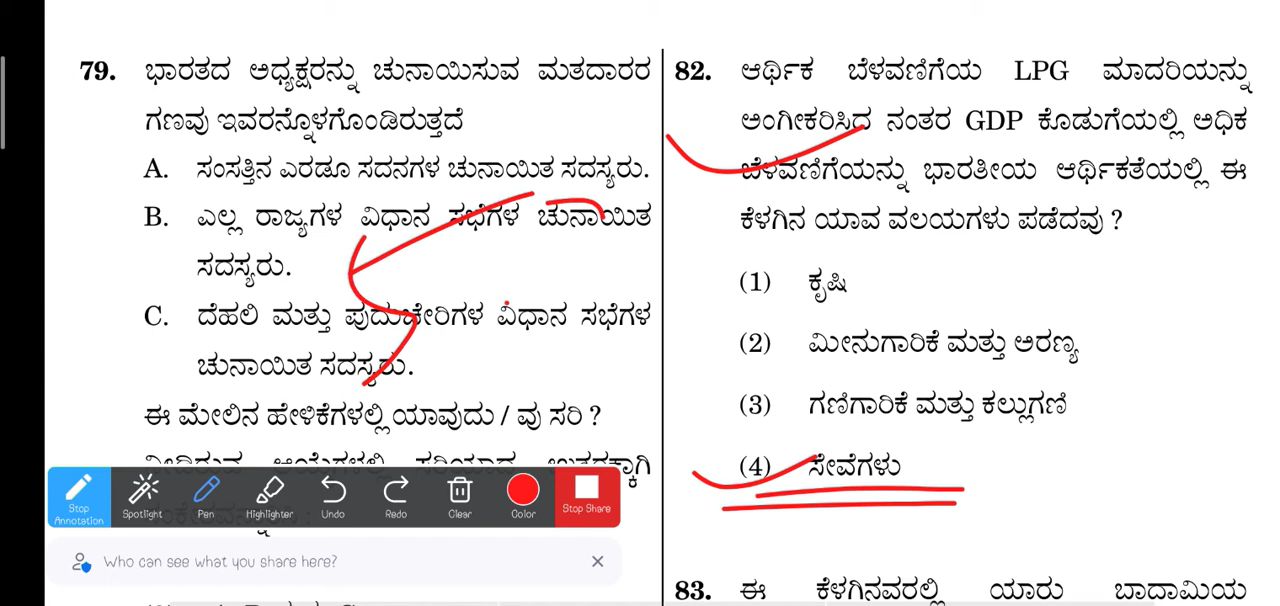 79. ಭಾರತದ ಅಧ್ಯಕ್ಷರನ್ನು ಚುನಾಯಿಸುವ ಮತದಾರರ
ಗಣವು ಇವರನ್ನೊಳಗೊಂಡಿರುತ್ತದೆ
A. ಸಂಸತ್ತಿನ ಎರಡೂ ಸದನಗಳ ಚುನಾಯಿತ ಸದಸ್ಯರು.
B. ಎಲ್ಲ ರಾಜ್ಯಗಳ ವಿಧಾನ ಸಭೆಗಳ ಚುನಾಯಿತ
ಸದಸ್ಯರು.
C. ದೆಹಲಿ ಮತ್ತು ಪುದುಚೇರಿಗಳ ವಿಧಾನ ಸಭೆಗಳ
ಚುನಾಯಿತ ಸದಸ್ಯರು.
ಈ ಮೇಲಿನ ಹೇಳಿಕೆಗಳಲ್ಲಿ ಯಾವುದು / ವು ಸರಿ ?
Stop Annotation
Spotlight
Pen
Highlighter
Undo
Redo
Clear
Color
Stop Share
Who can see what you share here?
82. ಆರ್ಥಿಕ ಬೆಳವಣಿಗೆಯ LPG ಮಾದರಿಯನ್ನು
ಅಂಗೀಕರಿಸಿದ ನಂತರ GDP ಕೊಡುಗೆಯಲ್ಲಿ ಅಧಿಕ
ಬೆಳವಣಿಗೆಯನ್ನು ಭಾರತೀಯ ಆರ್ಥಿಕತೆಯಲ್ಲಿ ಈ
ಕೆಳಗಿನ ಯಾವ ವಲಯಗಳು ಪಡೆದವು ?
(1) ಕೃಷಿ
(2) ಮೀನುಗಾರಿಕೆ ಮತ್ತು ಅರಣ್ಯ
(3) ಗಣಿಗಾರಿಕೆ ಮತ್ತು ಕಲ್ಲುಗಣಿ
(4) ಸೇವೆಗಳು
83. ಈ ಕೆಳಗಿನವರಲ್ಲಿ ಯಾರು ಬಾದಾಮಿಯ